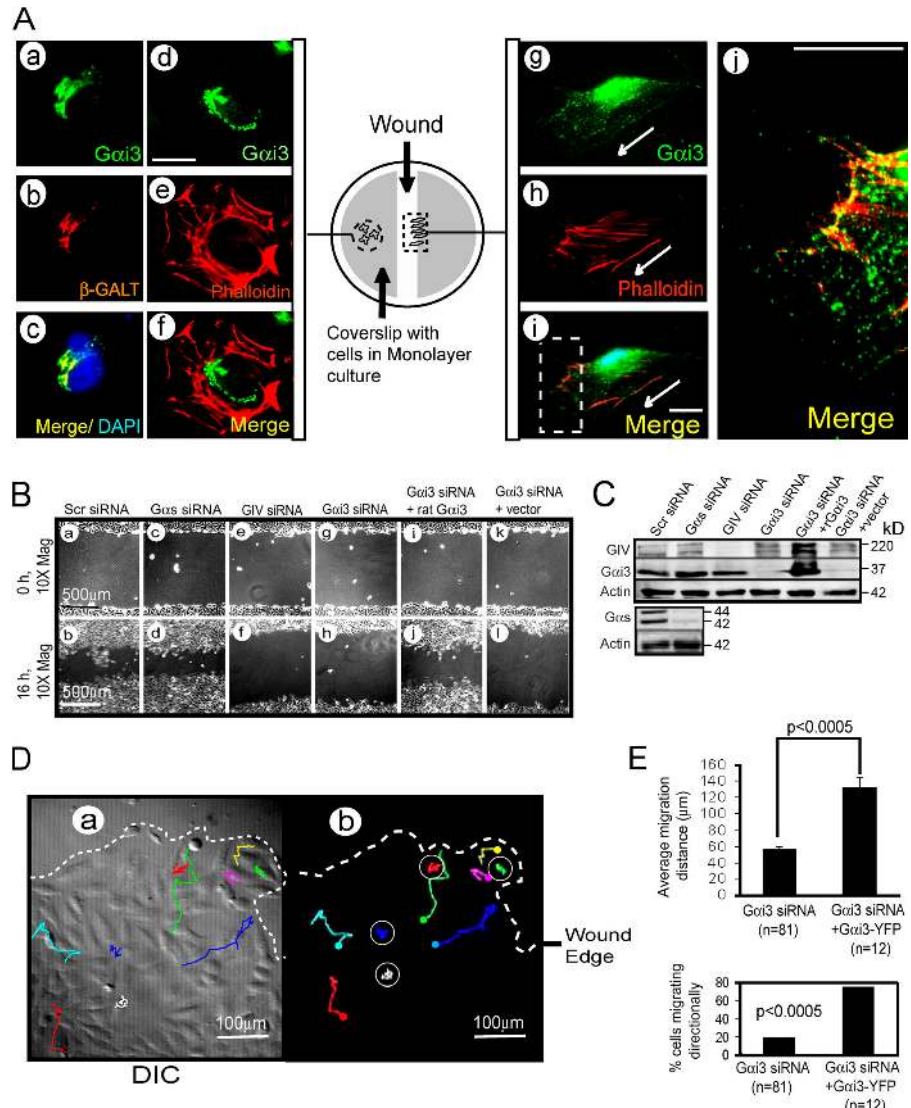 A
a
Gαi3
d
Gαi3
b
β-GALT
e
Phalloidin
c
Merge/ DAPI
f
Merge
Wound
Coverslip with
cells in Monolayer
culture
g
Gαi3
h
Phalloidin
i
Merge
j
Merge
B
Scr siRNA
Gαs siRNA
GIV siRNA
Gαi3 siRNA
Gαi3 siRNA
+ rat Gαi3
Gαi3 siRNA
+ vector
0 h,
10X Mag
a
c
e
g
i
k
500μm
16 h,
10X Mag
b
d
f
h
j
l
500μm
C
Scr siRNA
Gαs siRNA
GIV siRNA
Gαi3 siRNA
Gαi3 siRNA
+rGαi3
Gαi3 siRNA
+vector
kD
GIV
220
Gαi3
37
Actin
42
Gαs
44
42
Actin
42
D
a
100μm
DIC
b
100μm
Wound
Edge
E
p<0.0005
Average migration
distance (μm)
160
140
120
100
80
60
40
20
0
Gαi3 siRNA
(n=81)
Gαi3 siRNA
+Gαi3-YFP
(n=12)
% cells migrating
directionally
80
60
40
20
0
p<0.0005
Gαi3 siRNA
(n=81)
Gαi3 siRNA
+Gαi3-YFP
(n=12)